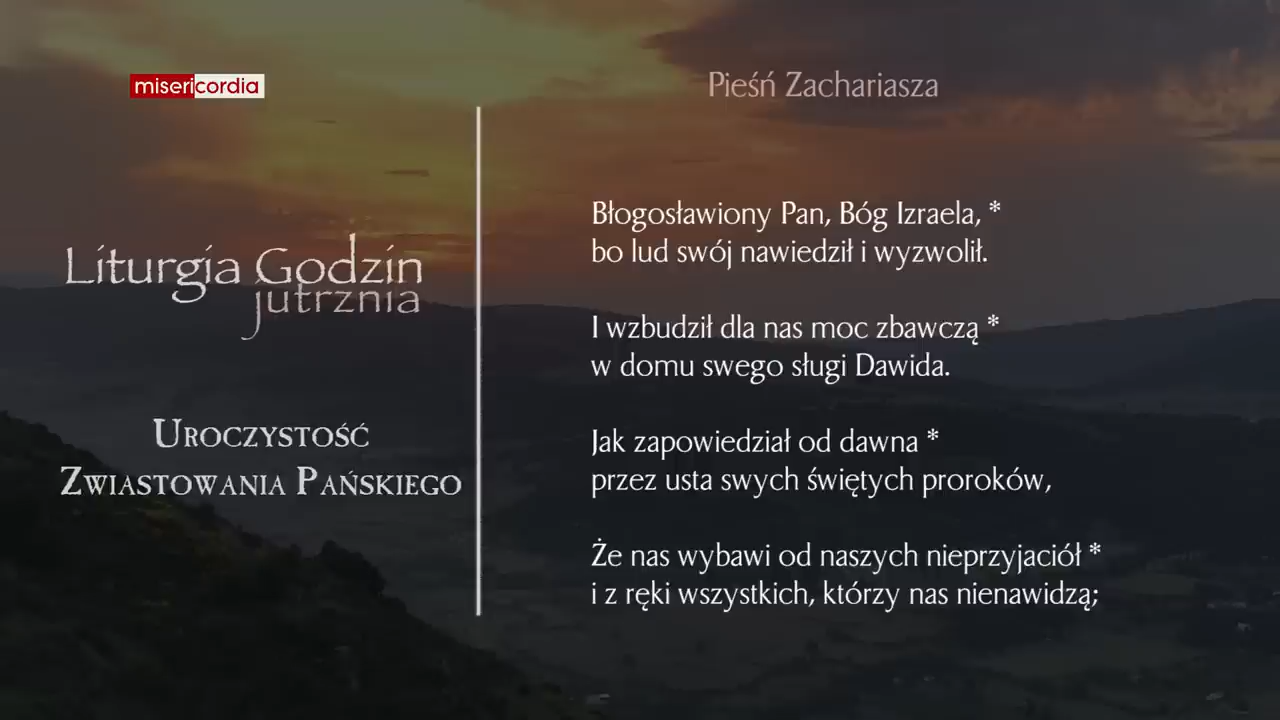 misericordia
Liturgia Godzin
jutrznia
Uroczystość
Zwiastowania Pańskiego
Pieśń Zachariasza
Błogosławiony Pan, Bóg Izraela, *
bo lud swój nawiedził i wyzwolił.
I wzbudził dla nas moc zbawczą *
w domu swego sługi Dawida.
Jak zapowiedział od dawna *
przez usta swych świętych proroków,
Że nas wybawi od naszych nieprzyjaciół *
i z ręki wszystkich, którzy nas nienawidzą;